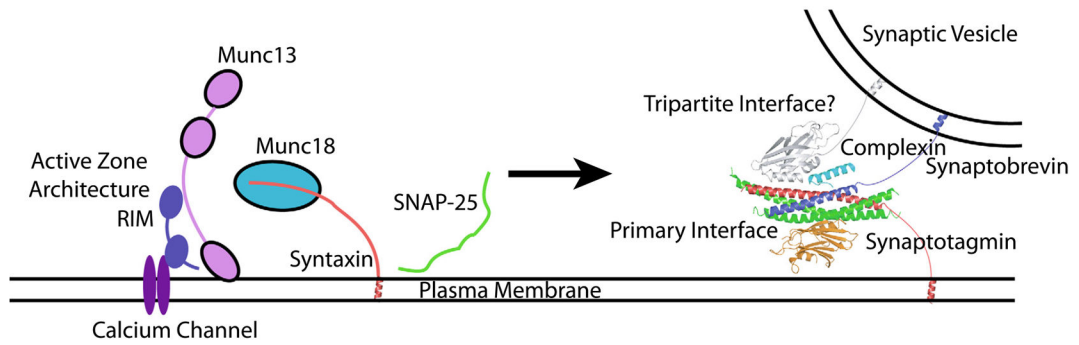 Munc13
Munc18
Active Zone
Architecture
RIM
SNAP-25
Syntaxin
Plasma Membrane
Calcium Channel
Synaptic Vesicle
Tripartite Interface?
Complexin
Synaptobrevin
Primary Interface
Synaptotagmin